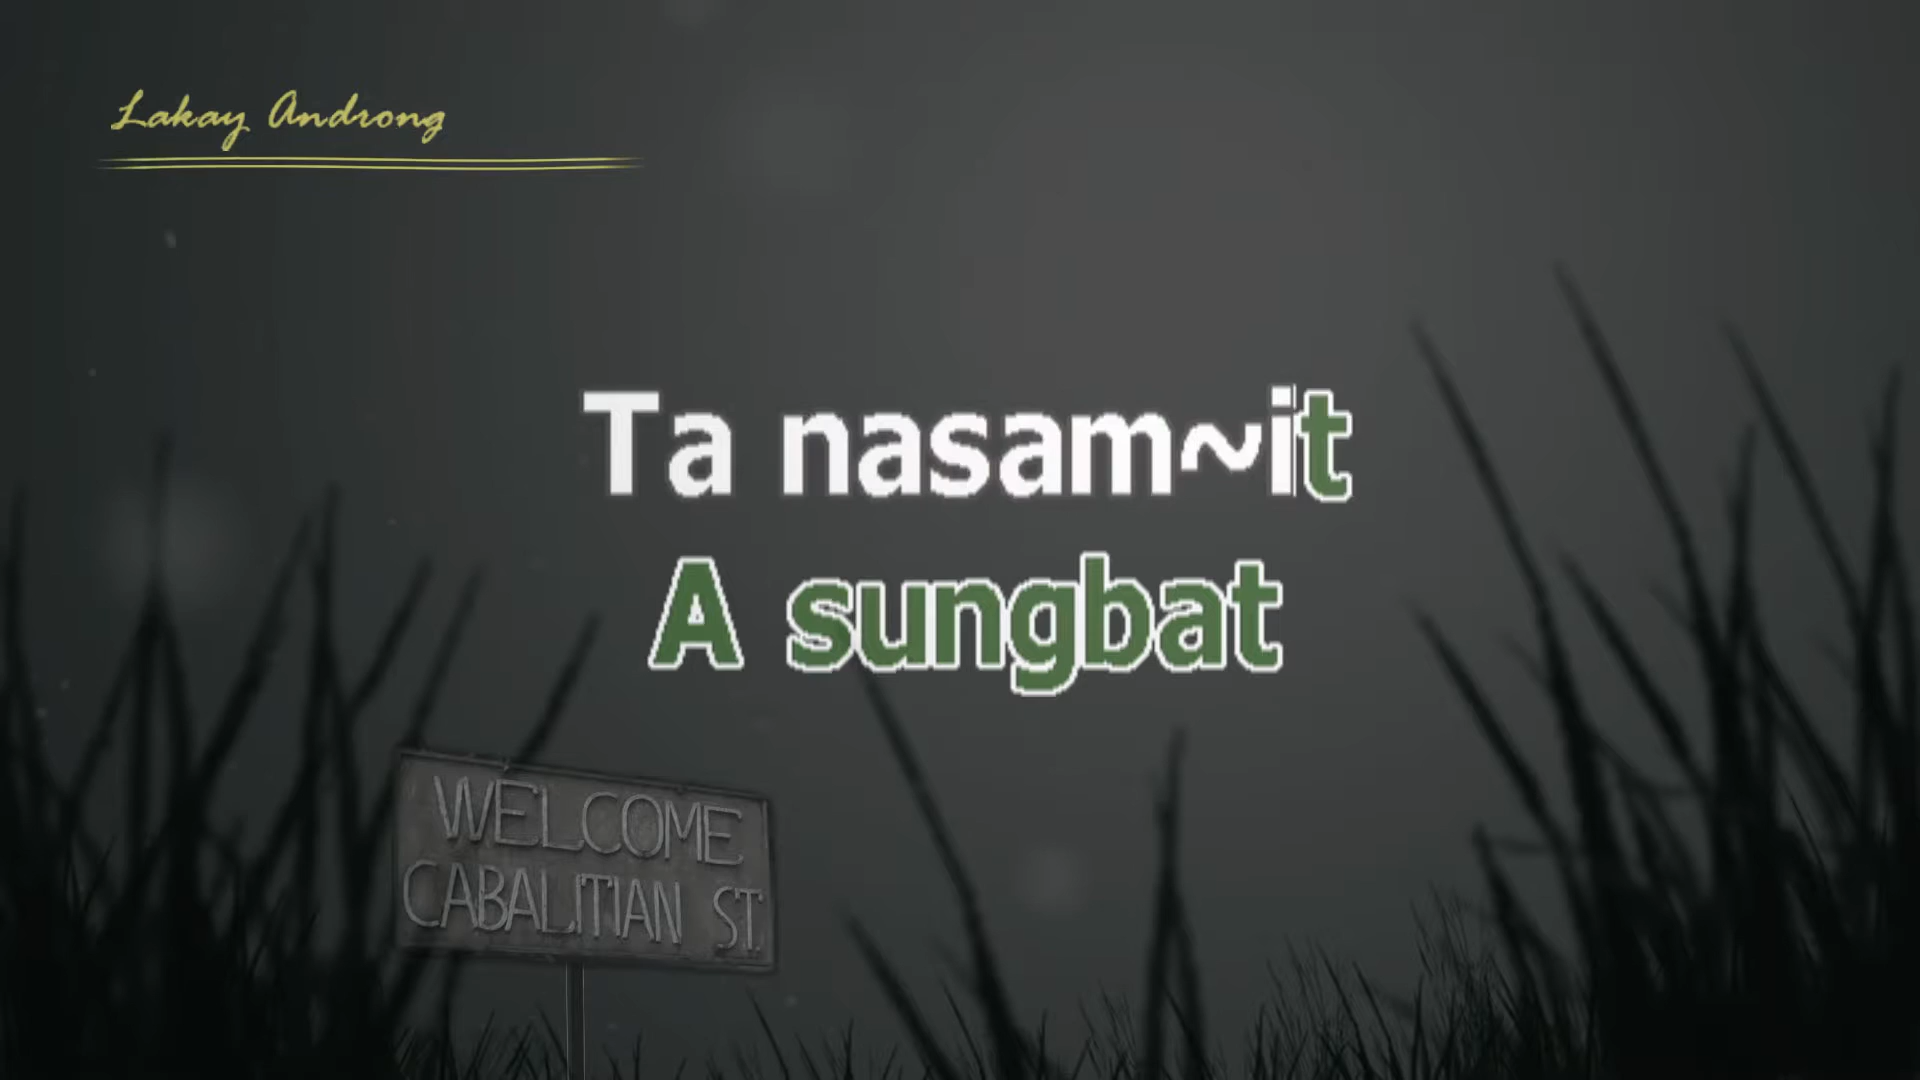 Lakay Androng
Ta nasam~it
A sungbat
WELCOME
CABALITIAN ST.